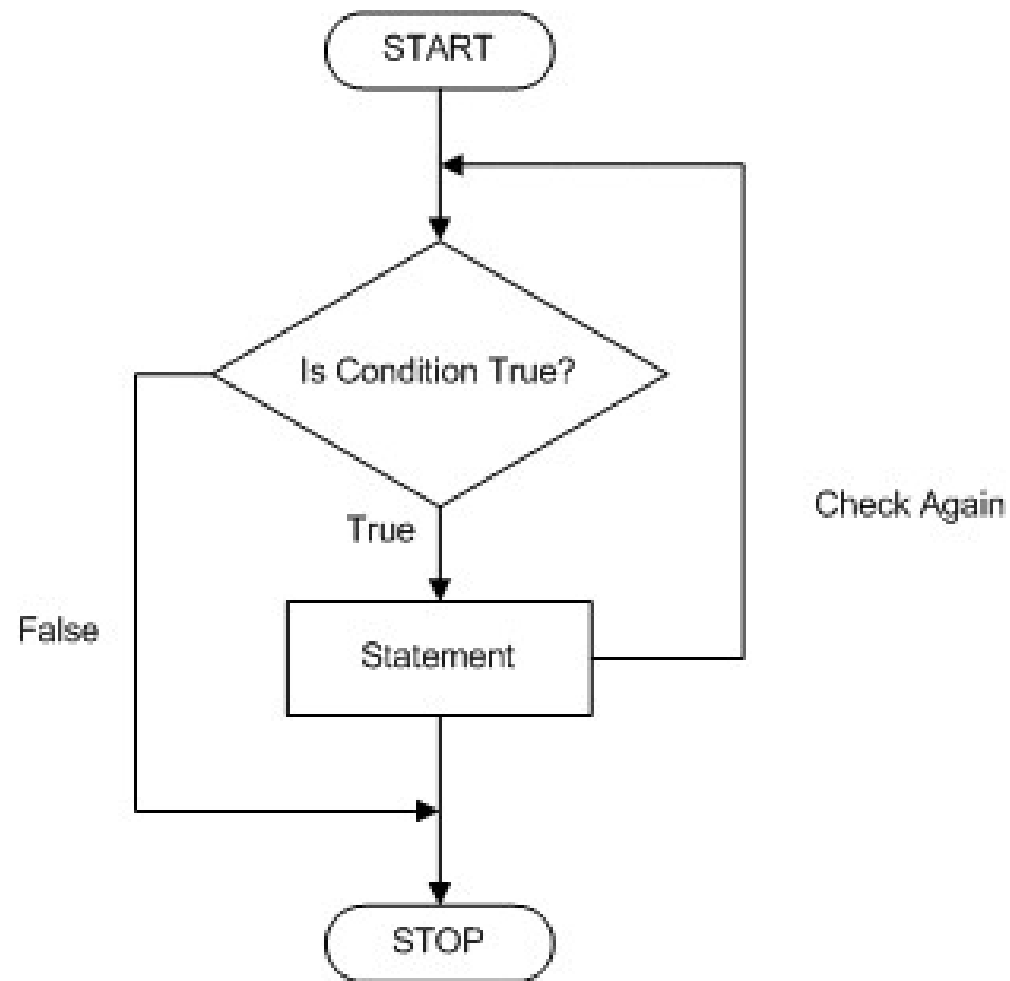 START
Is Condition True?
True
Check Again
False
Statement
STOP